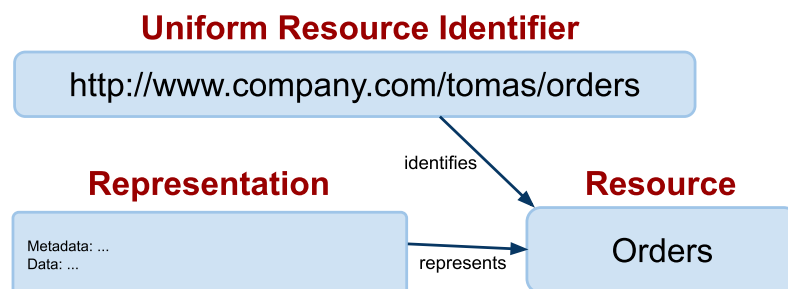 Uniform Resource Identifier
http://www.company.com/tomas/orders
identifies
Representation
Resource
Metadata: ...
Data: ...
represents
Orders